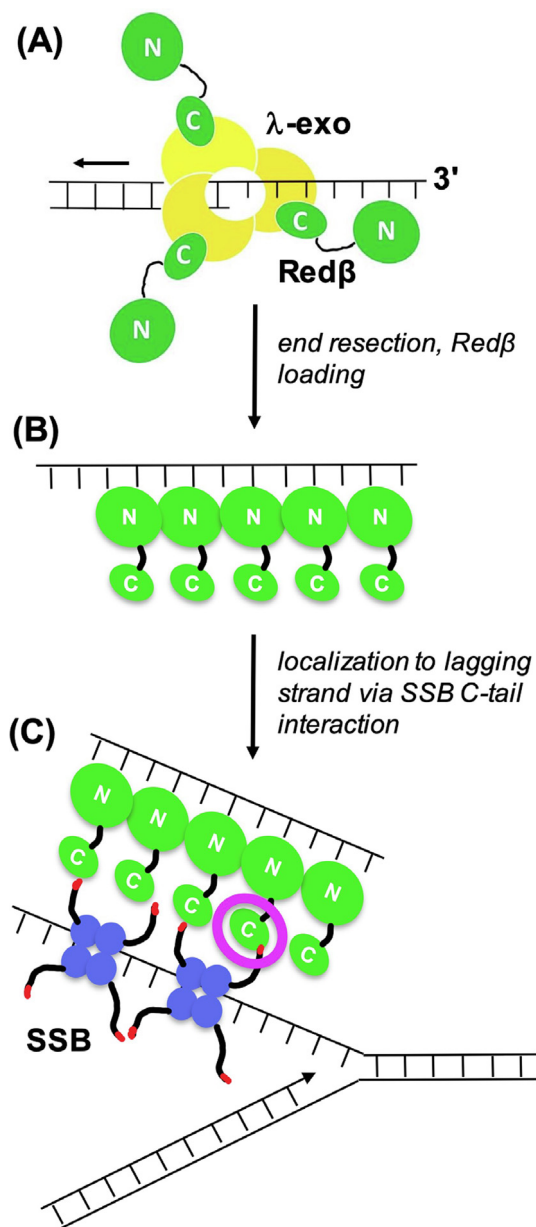 (A)
N
C
λ-exo
3'
C
N
Redβ
C
N
end resection, Redβ
loading
(B)
N N N N N
C C C C C
localization to lagging
strand via SSB C-tail
interaction
(C)
N N N N N
C C C C C
SSB